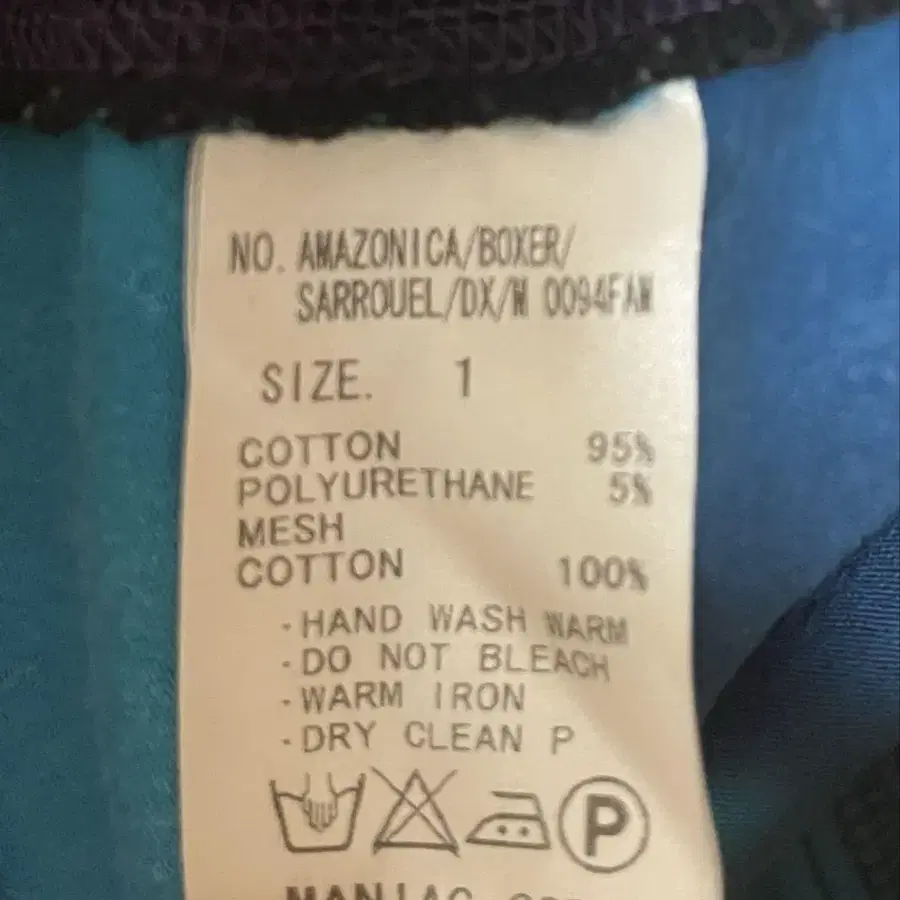 NO. AMAZONICA/BOXER/
SARROUEL/DX/M 0094FAM
SIZE. 1
COTTON 95%
POLYURETHANE 5%
MESH
COTTON 100%
·HAND WASH WARM
·DO NOT BLEACH
·WARM IRON
·DRY CLEAN P
P
MANIAC